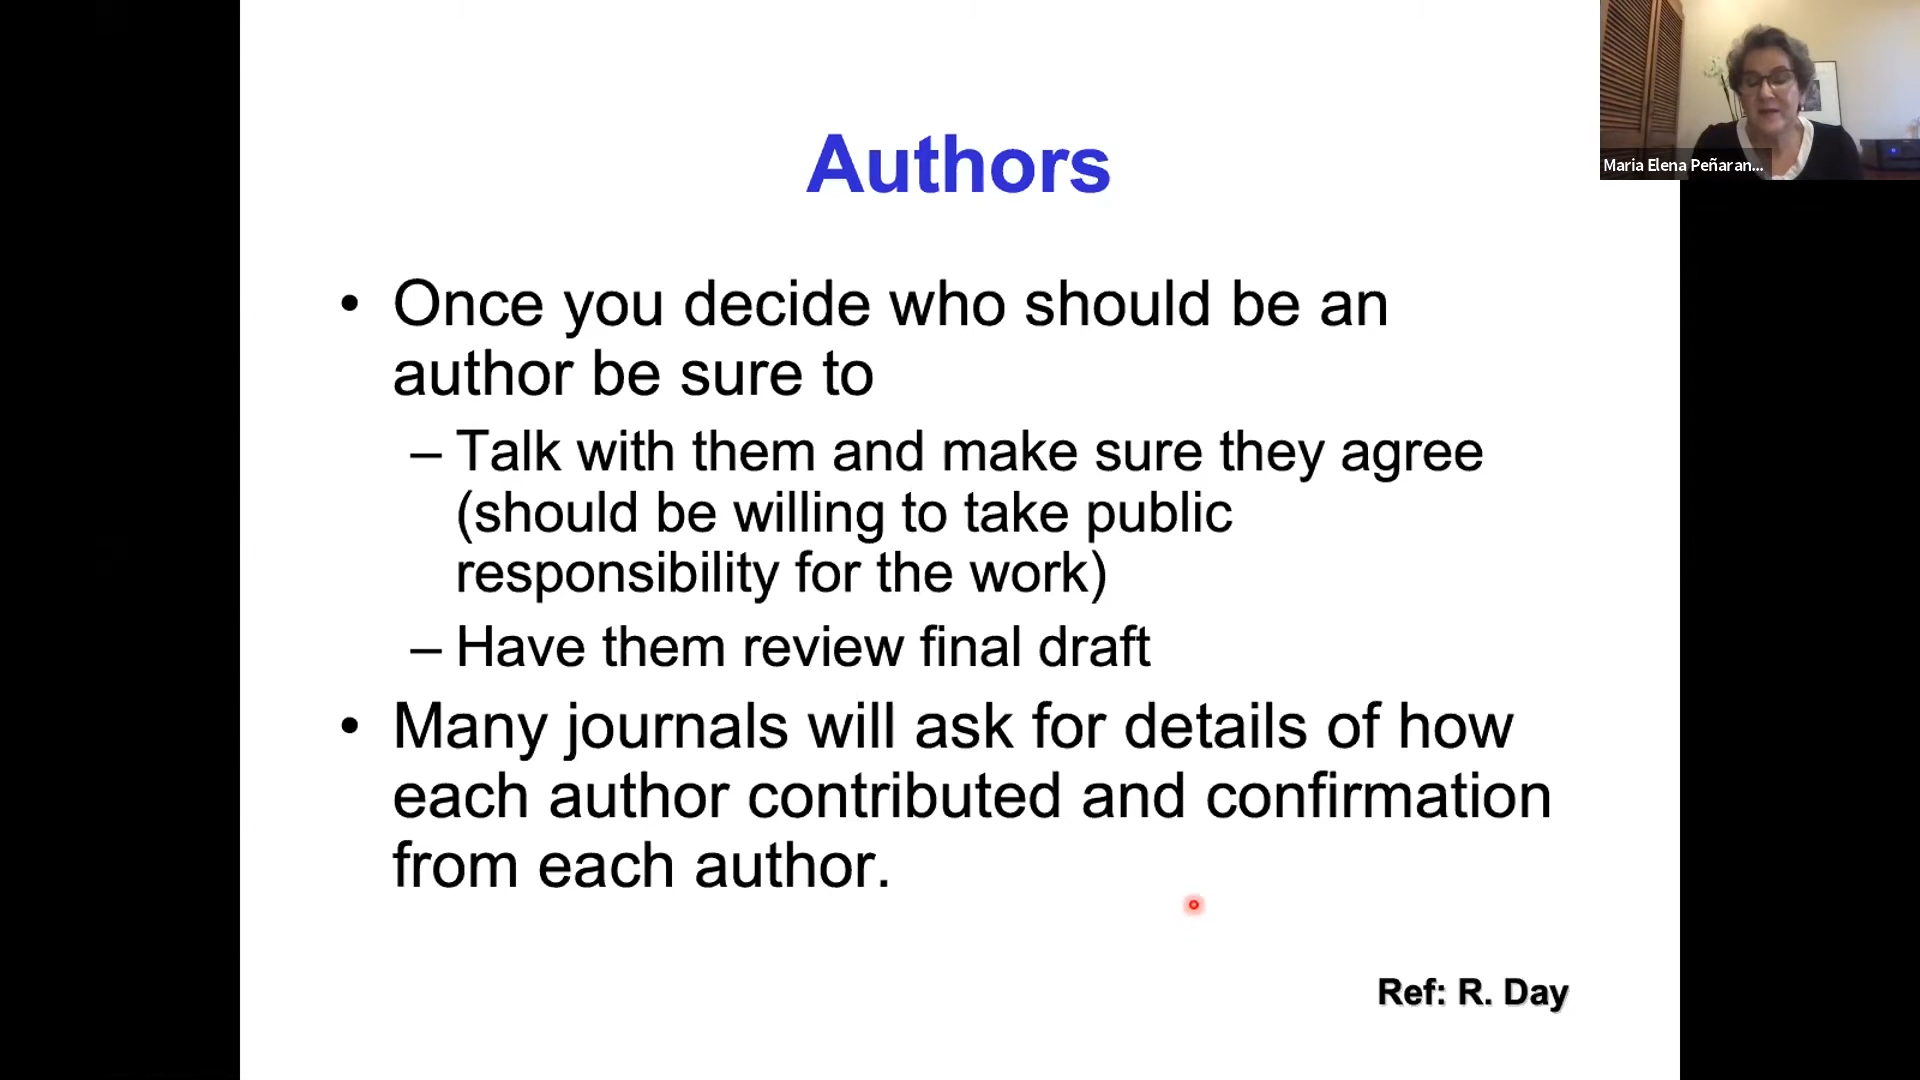 Authors
• Once you decide who should be an
author be sure to
– Talk with them and make sure they agree
(should be willing to take public
responsibility for the work)
– Have them review final draft
• Many journals will ask for details of how
each author contributed and confirmation
from each author.
Ref: R. Day
Maria Elena Peñaran...